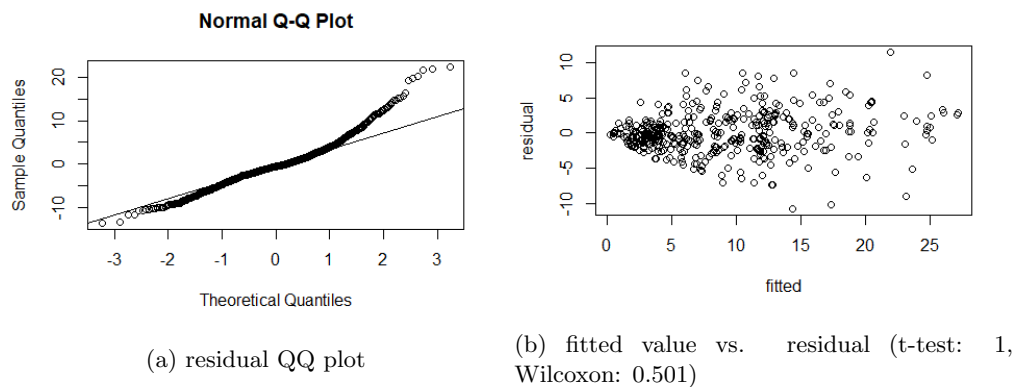 Normal Q-Q Plot
Sample Quantiles
20
10
0
-10
-3 -2 -1 0 1 2 3
Theoretical Quantiles
(a) residual QQ plot
residual
10
5
0
-5
-10
0 5 10 15 20 25
fitted
(b) fitted value vs. residual (t-test: 1,
Wilcoxon: 0.501)